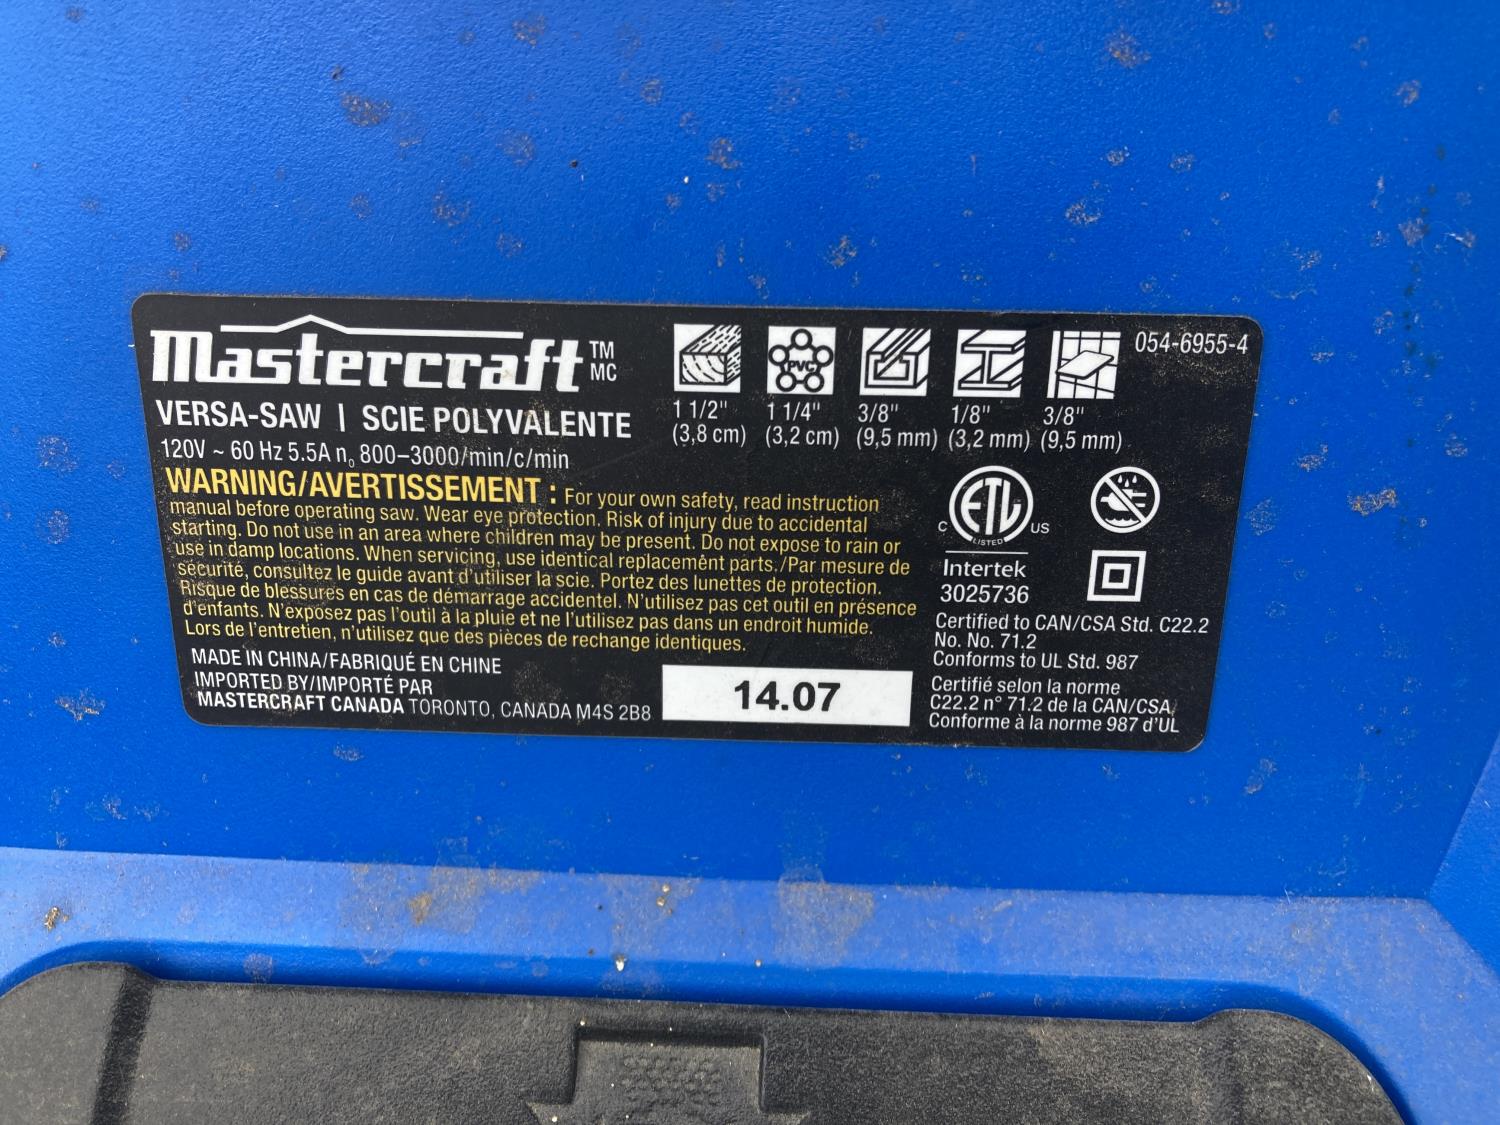 Mastercraft TM MC
VERSA-SAW | SCIE POLYVALENTE
120V ~ 60 Hz 5.5A n₀ 800–3000/min/c/min
WARNING/AVERTISSEMENT : For your own safety, read instruction
manual before operating saw. Wear eye protection. Risk of injury due to accidental
starting. Do not use in an area where children may be present. Do not expose to rain or
use in damp locations. When servicing, use identical replacement parts./Par mesure de
sécurité, consultez le guide avant d'utiliser la scie. Portez des lunettes de protection.
Risque de blessures en cas de démarrage accidentel. N'utilisez pas cet outil en présence
d'enfants. N'exposez pas l'outil à la pluie et ne l'utilisez pas dans un endroit humide.
Lors de l'entretien, n'utilisez que des pièces de rechange identiques.
MADE IN CHINA/FABRIQUÉ EN CHINE
IMPORTED BY/IMPORTÉ PAR
MASTERCRAFT CANADA TORONTO, CANADA M4S 2B8
14.07
PVC
1 1/2" 1 1/4" 3/8" 1/8" 3/8"
(3,8 cm) (3,2 cm) (9,5 mm) (3,2 mm) (9,5 mm)
054-6955-4
C ETL US
LISTED
Intertek
3025736
Certified to CAN/CSA Std. C22.2
No. No. 71.2
Conforms to UL Std. 987
Certifié selon la norme
C22.2 n° 71.2 de la CAN/CSA,
Conforme à la norme 987 d'UL